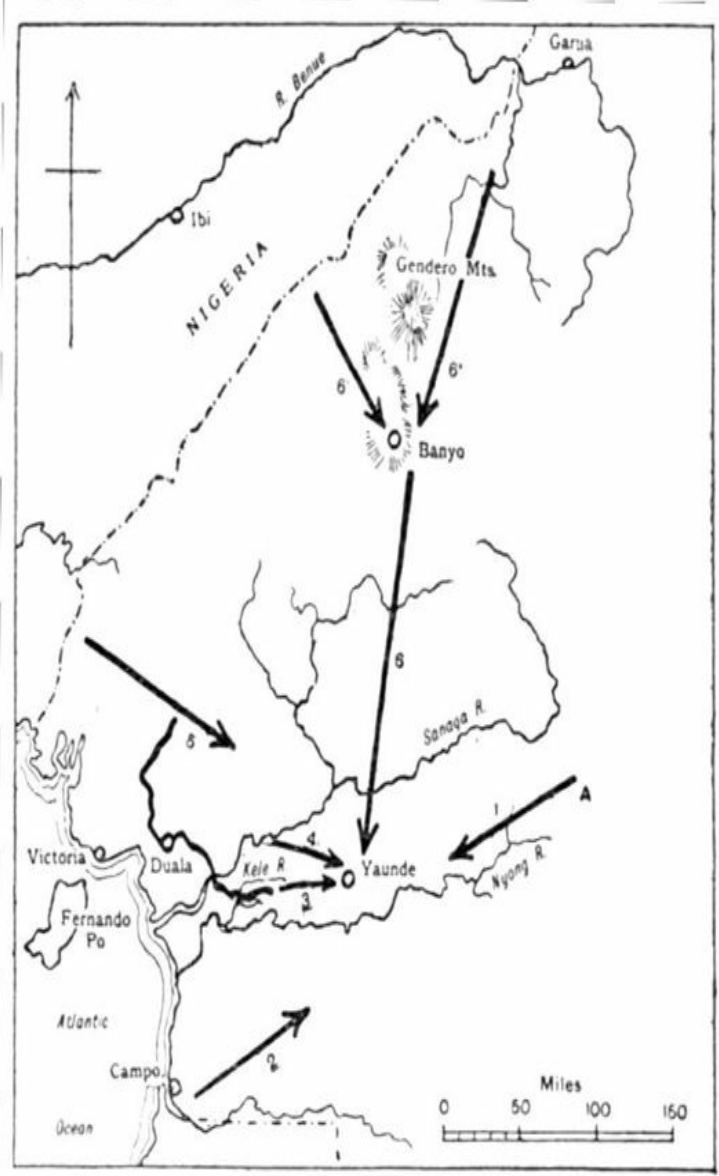 Garua
R. Benue
Ibi
NIGERIA
Gendero Mts.
6'
6"
Banyo
6
Sanaga R.
A
1
4
Victoria
Duala
Kele R
Yaunde
Nyong R.
3
Fernando
Po
Atlantic
2
Campo.
Miles
0 50 100 150
Ocean